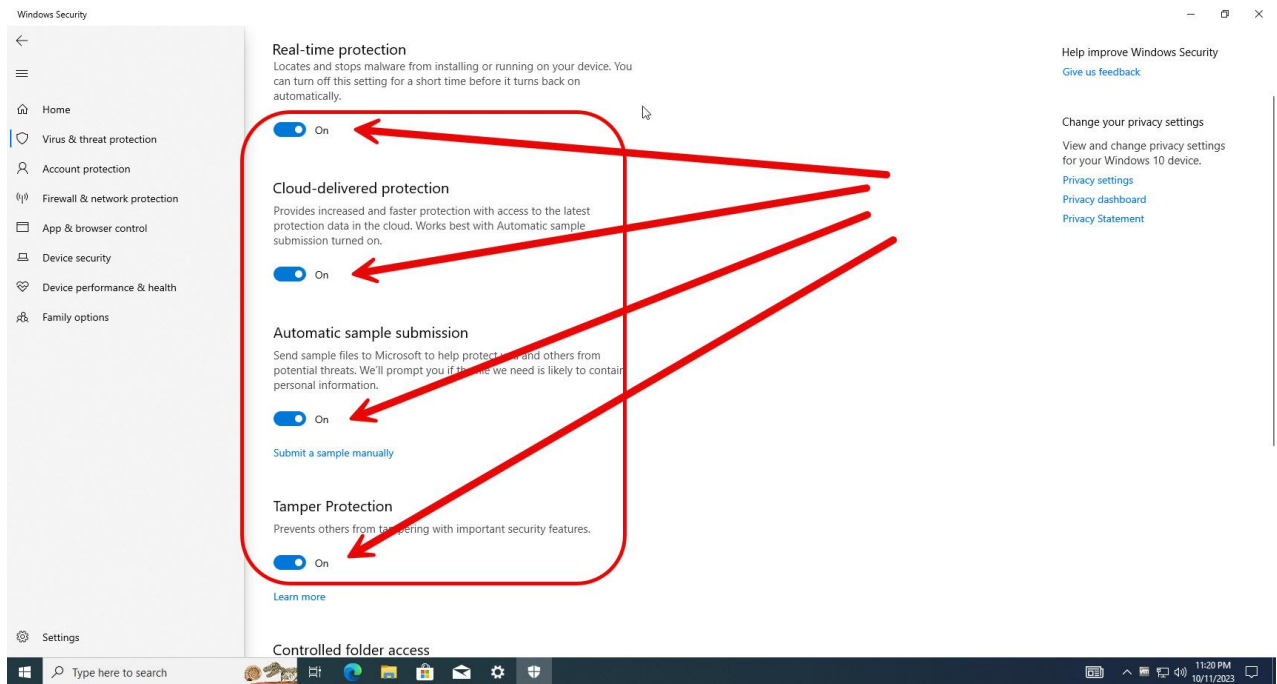 Windows Security
Home
Virus & threat protection
Account protection
Firewall & network protection
App & browser control
Device security
Device performance & health
Family options
Settings
Real-time protection
Locates and stops malware from installing or running on your device. You
can turn off this setting for a short time before it turns back on
automatically.
On
Cloud-delivered protection
Provides increased and faster protection with access to the latest
protection data in the cloud. Works best with Automatic sample
submission turned on.
On
Automatic sample submission
Send sample files to Microsoft to help protect and others from
potential threats. We'll prompt you if we need is likely to contain
personal information.
On
Submit a sample manually
Tamper Protection
Prevents others from tampering with important security features.
On
Learn more
Controlled folder access
Help improve Windows Security
Give us feedback
Change your privacy settings
View and change privacy settings
for your Windows 10 device.
Privacy settings
Privacy dashboard
Privacy Statement
Type here to search
11:20 PM
10/11/2023